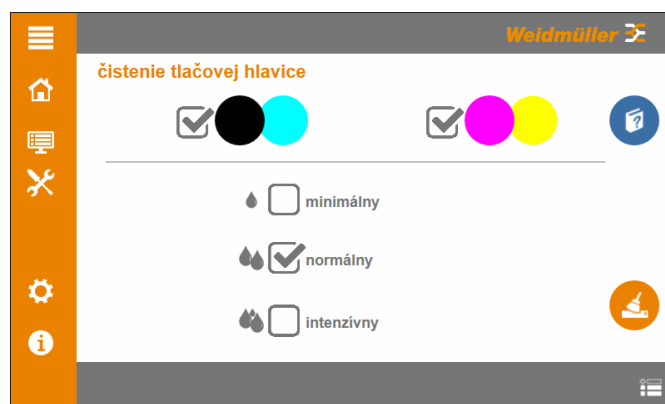 Weidmüller
čistenie tlačovej hlavice
minimálny
normálny
intenzívny